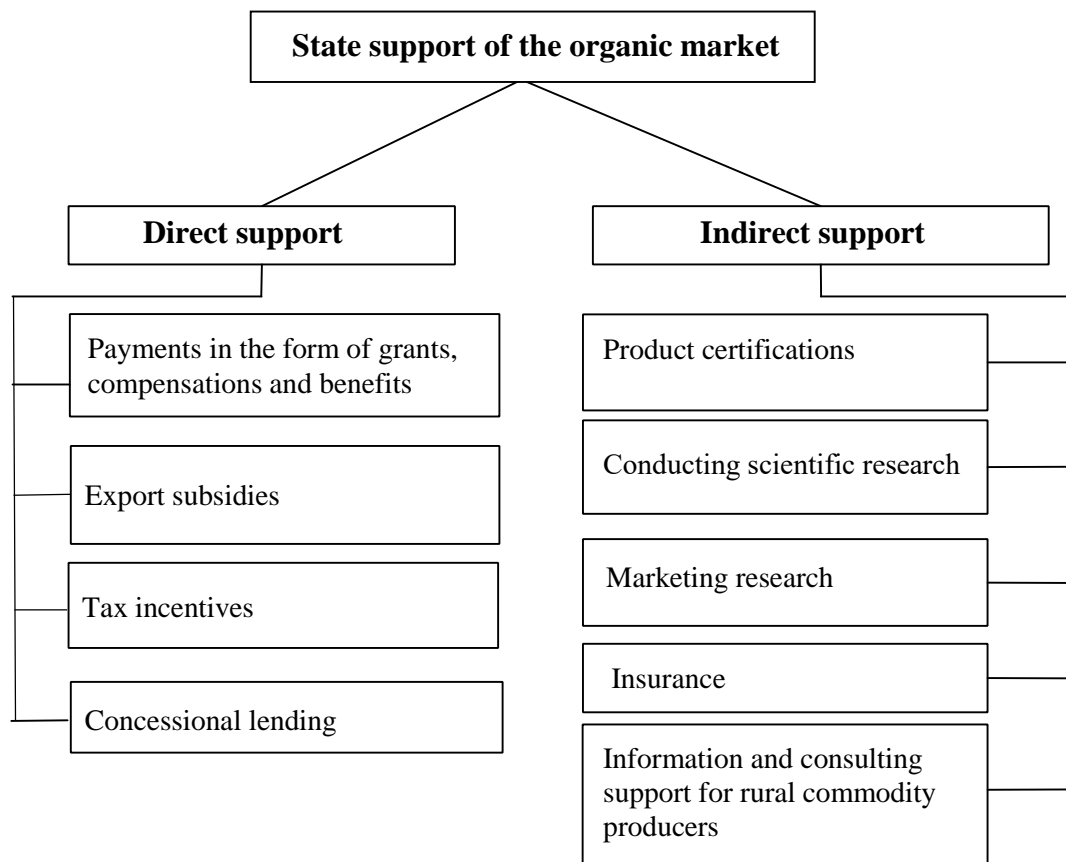 State support of the organic market
Direct support
Payments in the form of grants,
compensations and benefits
Export subsidies
Tax incentives
Concessional lending
Indirect support
Product certifications
Conducting scientific research
Marketing research
Insurance
Information and consulting
support for rural commodity
producers